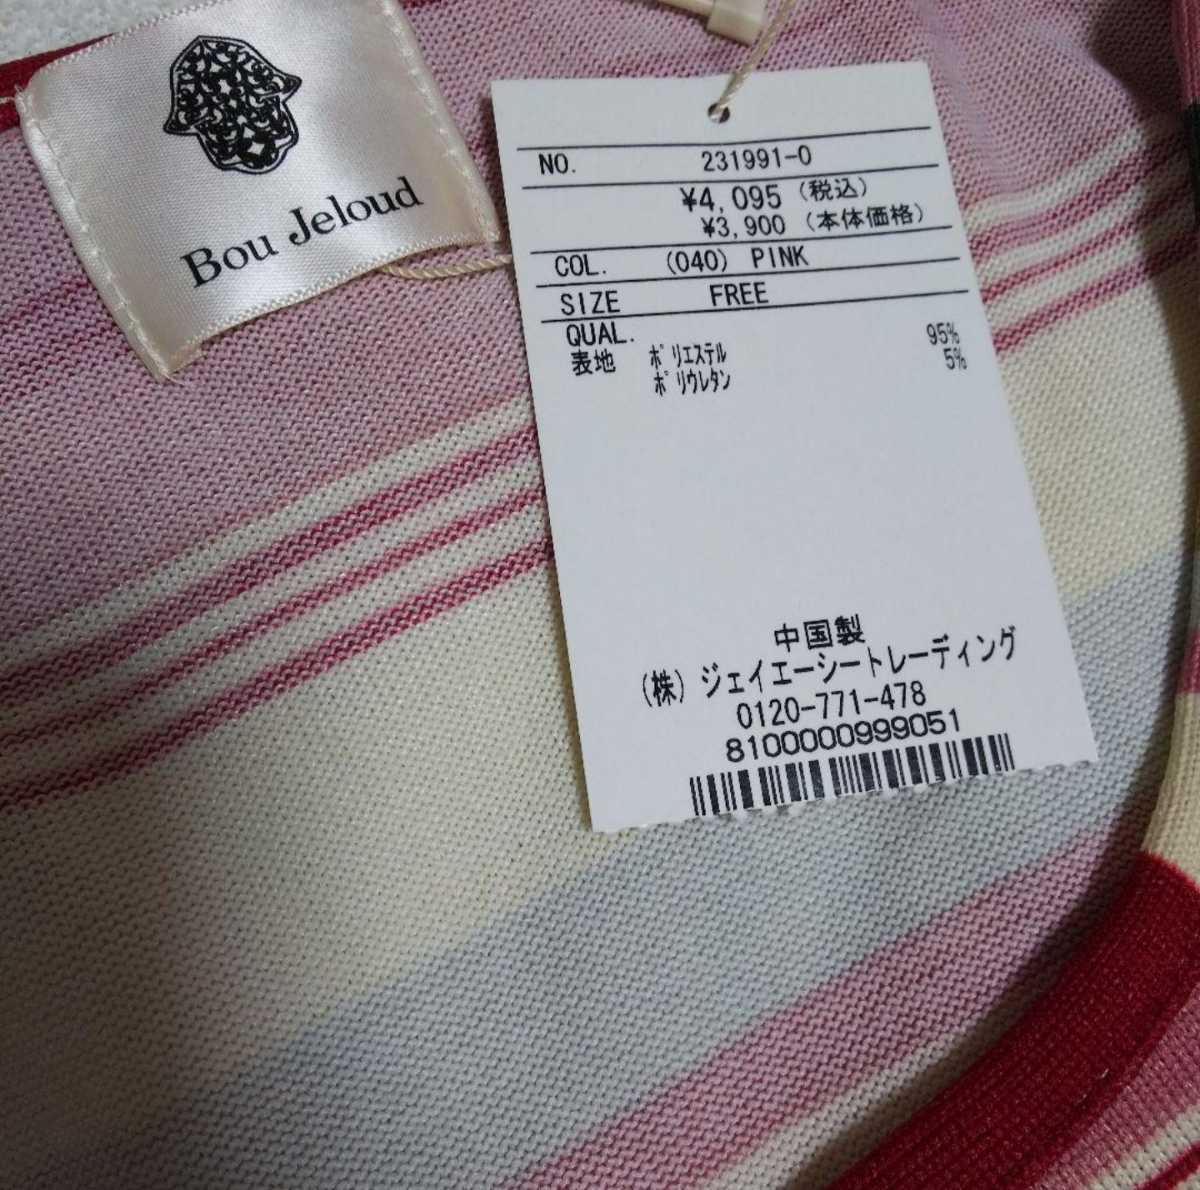 Bou Jeloud
NO. 231991-0
¥4,095 (税込)
¥3,900 (本体価格)
COL. (040) PINK
SIZE FREE
QUAL.
表地 ﾎﾟﾘｴｽﾃﾙ 95%
ﾎﾟﾘｳﾚﾀﾝ 5%
中国製
(株)ジェイエーシートレーディング
0120-771-478
8100000999051